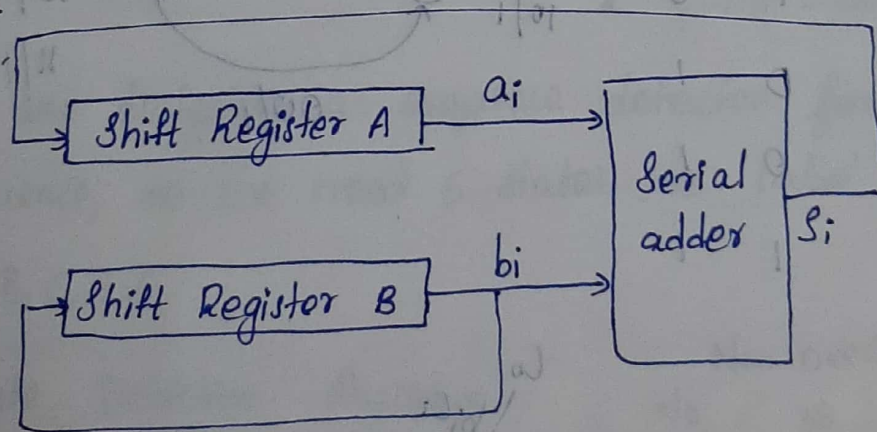 Shift Register A
ai
Serial
adder
Si
bi
Shift Register B